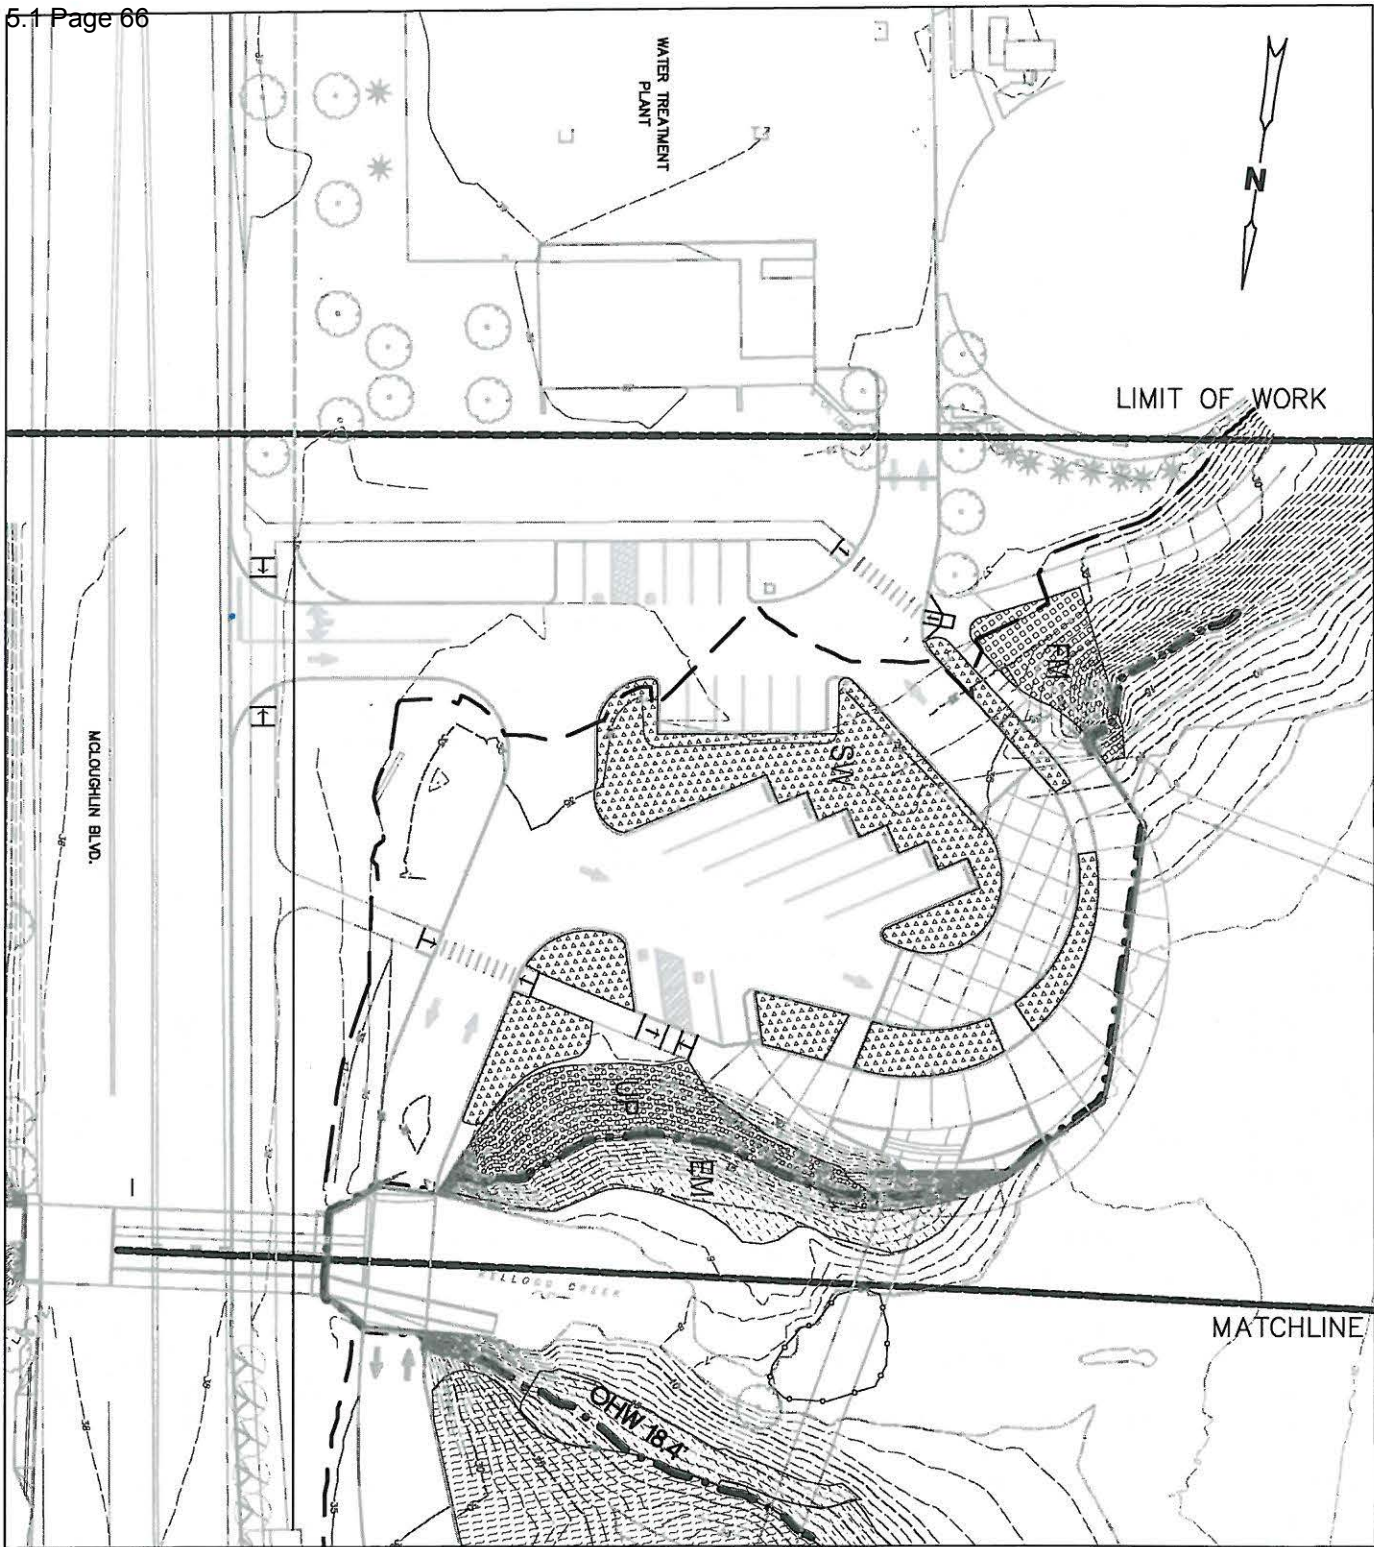 5.1 Page 66
WATER TREATMENT
PLANT
N
LIMIT OF WORK
EM
SW
MCLOUGHLIN BLVD.
UP
EM
KELLOGG CREEK
MATCHLINE
OHW 18.4'